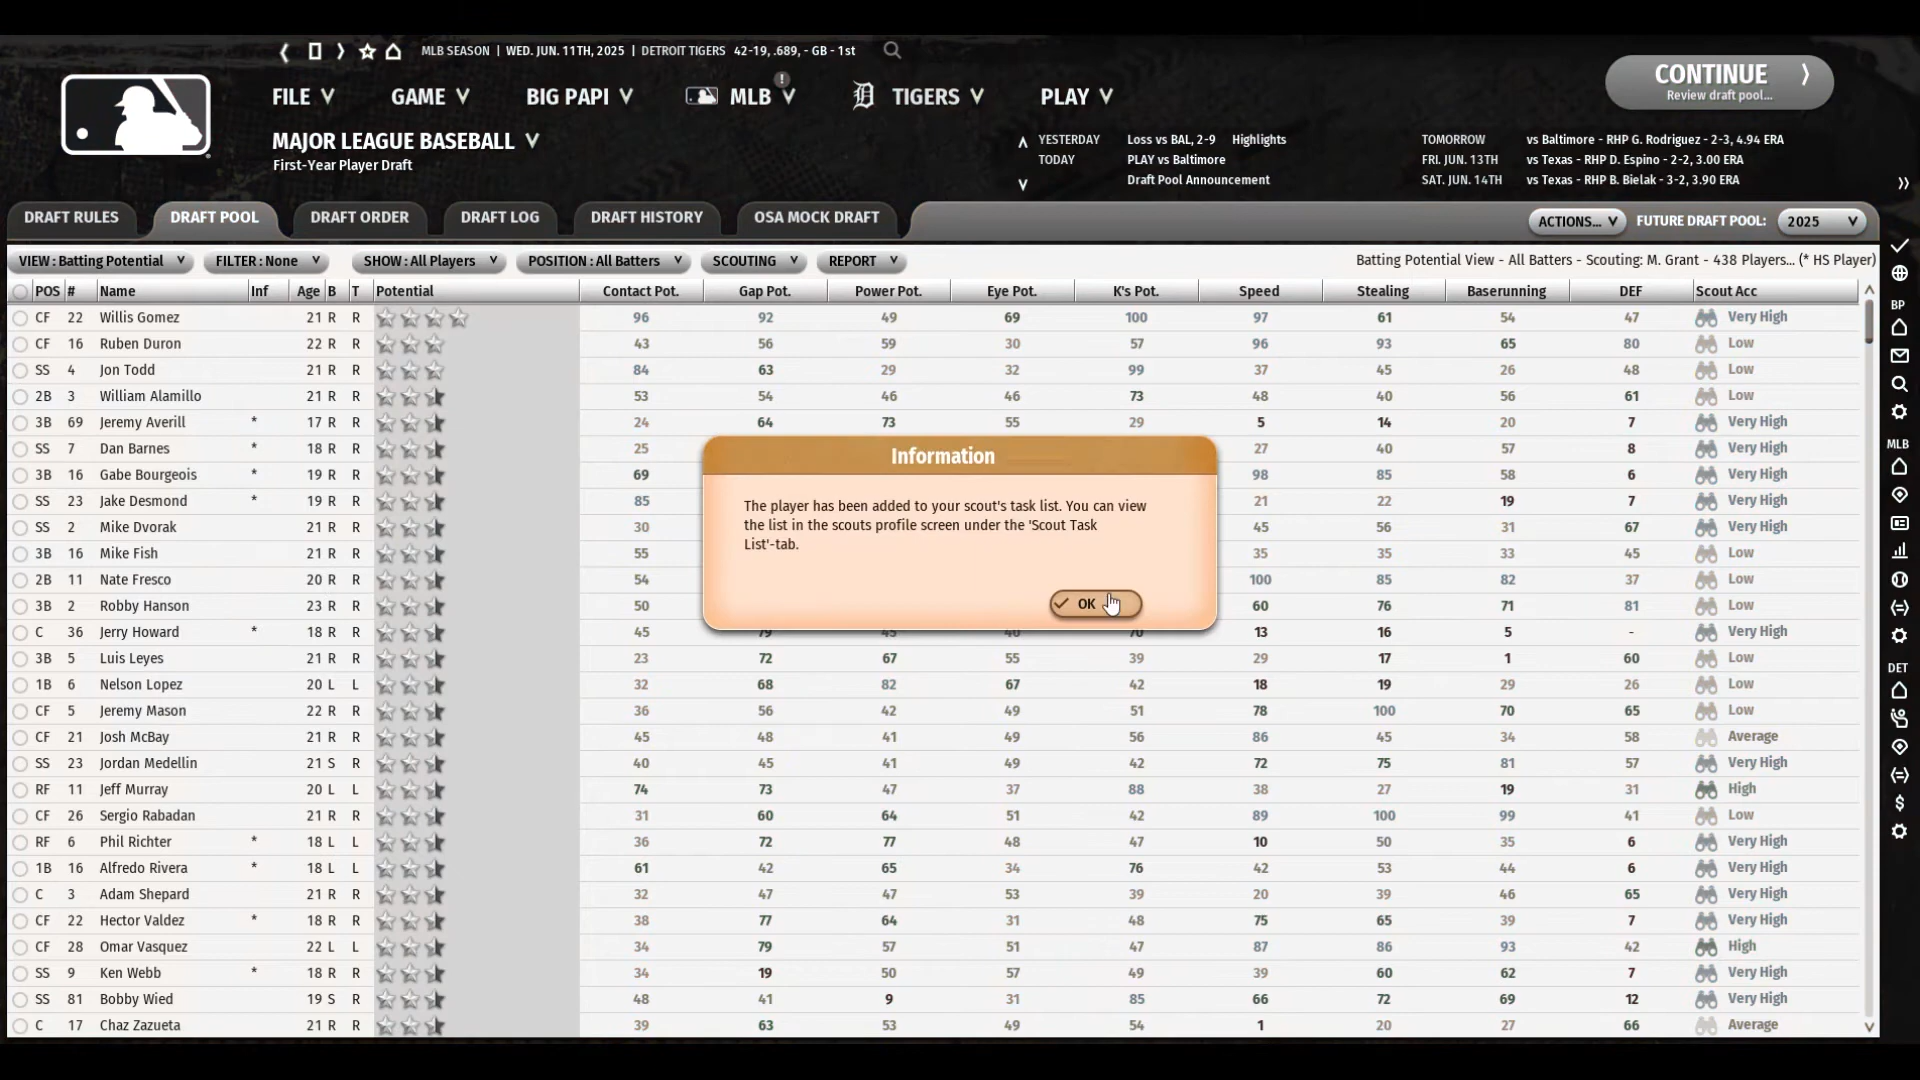 MLB SEASON | WED. JUN. 11TH, 2025 | DETROIT TIGERS 42-19, .689, - GB - 1st
FILE GAME BIG PAPI MLB ! TIGERS PLAY
CONTINUE
Review draft pool...
MAJOR LEAGUE BASEBALL
First-Year Player Draft
YESTERDAY Loss vs BAL, 2-9 Highlights TOMORROW vs Baltimore - RHP G. Rodriguez - 2-3, 4.94 ERA
TODAY PLAY vs Baltimore FRI. JUN. 13TH vs Texas - RHP D. Espino - 2-2, 3.00 ERA
Draft Pool Announcement SAT. JUN. 14TH vs Texas - RHP B. Bielak - 3-2, 3.90 ERA
DRAFT RULES DRAFT POOL DRAFT ORDER DRAFT LOG DRAFT HISTORY OSA MOCK DRAFT ACTIONS... FUTURE DRAFT POOL: 2025
VIEW : Batting Potential FILTER : None SHOW : All Players POSITION : All Batters SCOUTING REPORT Batting Potential View - All Batters - Scouting: M. Grant - 438 Players... (* HS Player)
POS # Name Inf Age B T Potential Contact Pot. Gap Pot. Power Pot. Eye Pot. K's Pot. Speed Stealing Baserunning DEF Scout Acc
CF 22 Willis Gomez 21 R R 96 92 49 69 100 97 61 54 47 Very High
CF 16 Ruben Duron 22 R R 43 56 59 30 57 96 93 65 80 Low
SS 4 Jon Todd 21 R R 84 63 29 32 99 37 45 26 48 Low
2B 3 William Alamillo 21 R R 53 54 46 46 73 48 40 56 61 Low
3B 69 Jeremy Averill * 17 R R 24 64 73 55 29 5 14 20 7 Very High
SS 7 Dan Barnes * 18 R R 25 27 40 57 8 Very High
3B 16 Gabe Bourgeois * 19 R R 69 98 85 58 6 Very High
SS 23 Jake Desmond * 19 R R 85 21 22 19 7 Very High
SS 2 Mike Dvorak 21 R R 30 45 56 31 67 Very High
3B 16 Mike Fish 21 R R 55 35 35 33 45 Low
2B 11 Nate Fresco 20 R R 54 100 85 82 37 Low
3B 2 Robby Hanson 23 R R 50 60 76 71 81 Low
C 36 Jerry Howard * 18 R R 45 79 45 40 70 13 16 5 - Very High
3B 5 Luis Leyes 21 R R 23 72 67 55 39 29 17 1 60 Low
1B 6 Nelson Lopez 20 L L 32 68 82 67 42 18 19 29 26 Low
CF 5 Jeremy Mason 22 R R 36 56 42 49 51 78 100 70 65 Low
CF 21 Josh McBay 21 R R 45 48 41 49 56 86 45 34 58 Average
SS 23 Jordan Medellin 21 S R 40 45 41 49 42 72 75 81 57 Very High
RF 11 Jeff Murray 20 L L 74 73 47 37 88 38 27 19 31 High
CF 26 Sergio Rabadan 21 R R 31 60 64 51 42 89 100 99 41 Low
RF 6 Phil Richter * 18 L L 36 72 77 48 47 10 50 35 6 Very High
1B 16 Alfredo Rivera * 18 L L 61 42 65 34 76 42 53 44 6 Very High
C 3 Adam Shepard 21 R R 32 47 47 53 39 20 39 46 65 Very High
CF 22 Hector Valdez * 18 R R 38 77 64 31 48 75 65 39 7 Very High
CF 28 Omar Vasquez 22 L L 34 79 57 51 47 87 86 93 42 High
SS 9 Ken Webb * 18 R R 34 19 50 57 49 39 60 62 7 Very High
SS 81 Bobby Wied 19 S R 48 41 9 31 85 66 72 69 12 Very High
C 17 Chaz Zazueta 21 R R 39 63 53 49 54 1 20 27 66 Average
Information
The player has been added to your scout's task list. You can view
the list in the scouts profile screen under the 'Scout Task
List'-tab.
OK
BP
MLB
DET